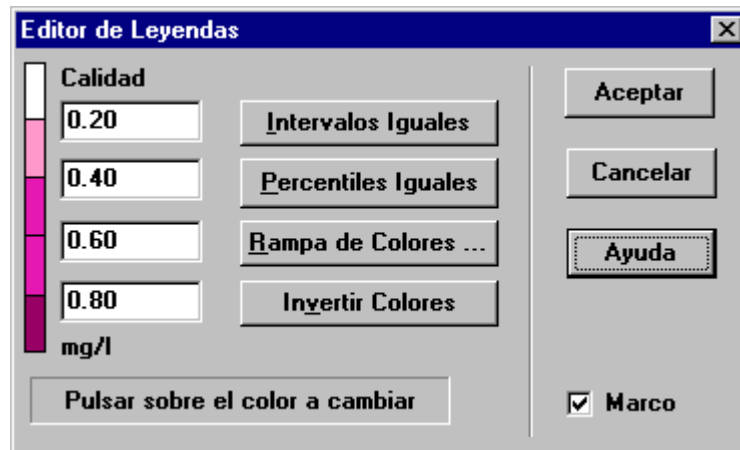 Editor de Leyendas
Calidad
0.20
Intervalos Iguales
0.40
Percentiles Iguales
0.60
Rampa de Colores ...
0.80
Invertir Colores
mg/l
Pulsar sobre el color a cambiar
Aceptar
Cancelar
Ayuda
Marco